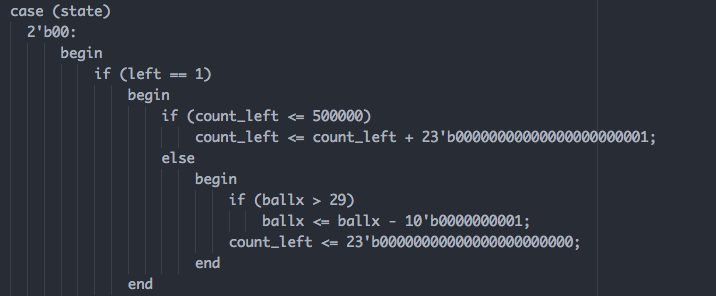 case (state)
2'b00:
begin
if (left == 1)
begin
if (count_left <= 500000)
count_left <= count_left + 23'b00000000000000000000001;
else
begin
if (ballx > 29)
ballx <= ballx - 10'b0000000001;
count_left <= 23'b00000000000000000000000;
end
end